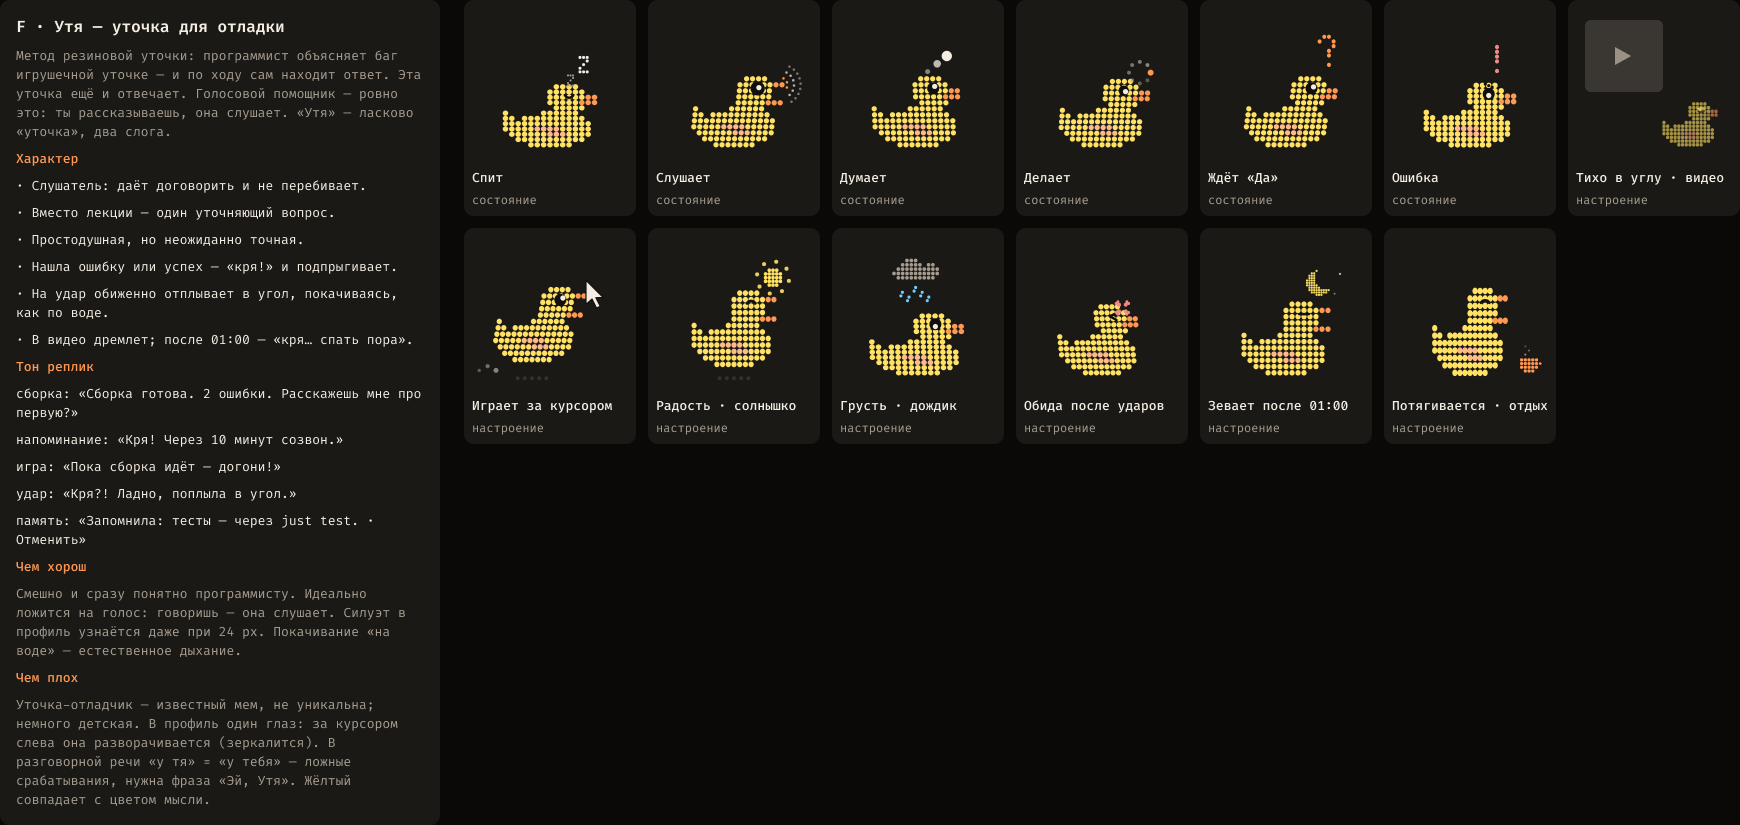 F · Утя — уточка для отладки
Метод резиновой уточки: программист объясняет баг
игрушечной уточке — и по ходу сам находит ответ. Эта
уточка ещё и отвечает. Голосовой помощник — ровно
это: ты рассказываешь, она слушает. «Утя» — ласково
«уточка», два слога.
Характер
· Слушатель: даёт договорить и не перебивает.
· Вместо лекции — один уточняющий вопрос.
· Простодушная, но неожиданно точная.
· Нашла ошибку или успех — «кря!» и подпрыгивает.
· На удар обиженно отплывает в угол, покачиваясь,
как по воде.
· В видео дремлет; после 01:00 — «кря… спать пора».
Тон реплик
сборка: «Сборка готова. 2 ошибки. Расскажешь мне про
первую?»
напоминание: «Кря! Через 10 минут созвон.»
игра: «Пока сборка идёт — догони!»
удар: «Кря?! Ладно, поплыла в угол.»
память: «Запомнила: тесты — через just test. ·
Отменить»
Чем хорош
Смешно и сразу понятно программисту. Идеально
ложится на голос: говоришь — она слушает. Силуэт в
профиль узнаётся даже при 24 px. Покачивание «на
воде» — естественное дыхание.
Чем плох
Уточка-отладчик — известный мем, не уникальна;
немного детская. В профиль один глаз: за курсором
слева она разворачивается (зеркалится). В
разговорной речи «у тя» = «у тебя» — ложные
срабатывания, нужна фраза «Эй, Утя». Жёлтый
совпадает с цветом мысли.
Спит
состояние
Слушает
состояние
Думает
состояние
Делает
состояние
Ждёт «Да»
состояние
Ошибка
состояние
Тихо в углу · видео
настроение
Играет за курсором
настроение
Радость · солнышко
настроение
Грусть · дождик
настроение
Обида после ударов
настроение
Зевает после 01:00
настроение
Потягивается · отдых
настроение